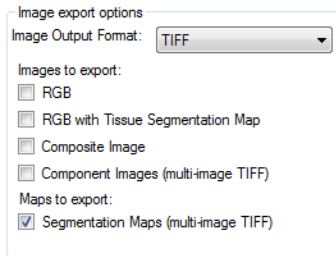 Image export options
Image Output Format: TIFF
Images to export:
RGB
RGB with Tissue Segmentation Map
Composite Image
Component Images (multi-image TIFF)
Maps to export:
Segmentation Maps (multi-image TIFF)